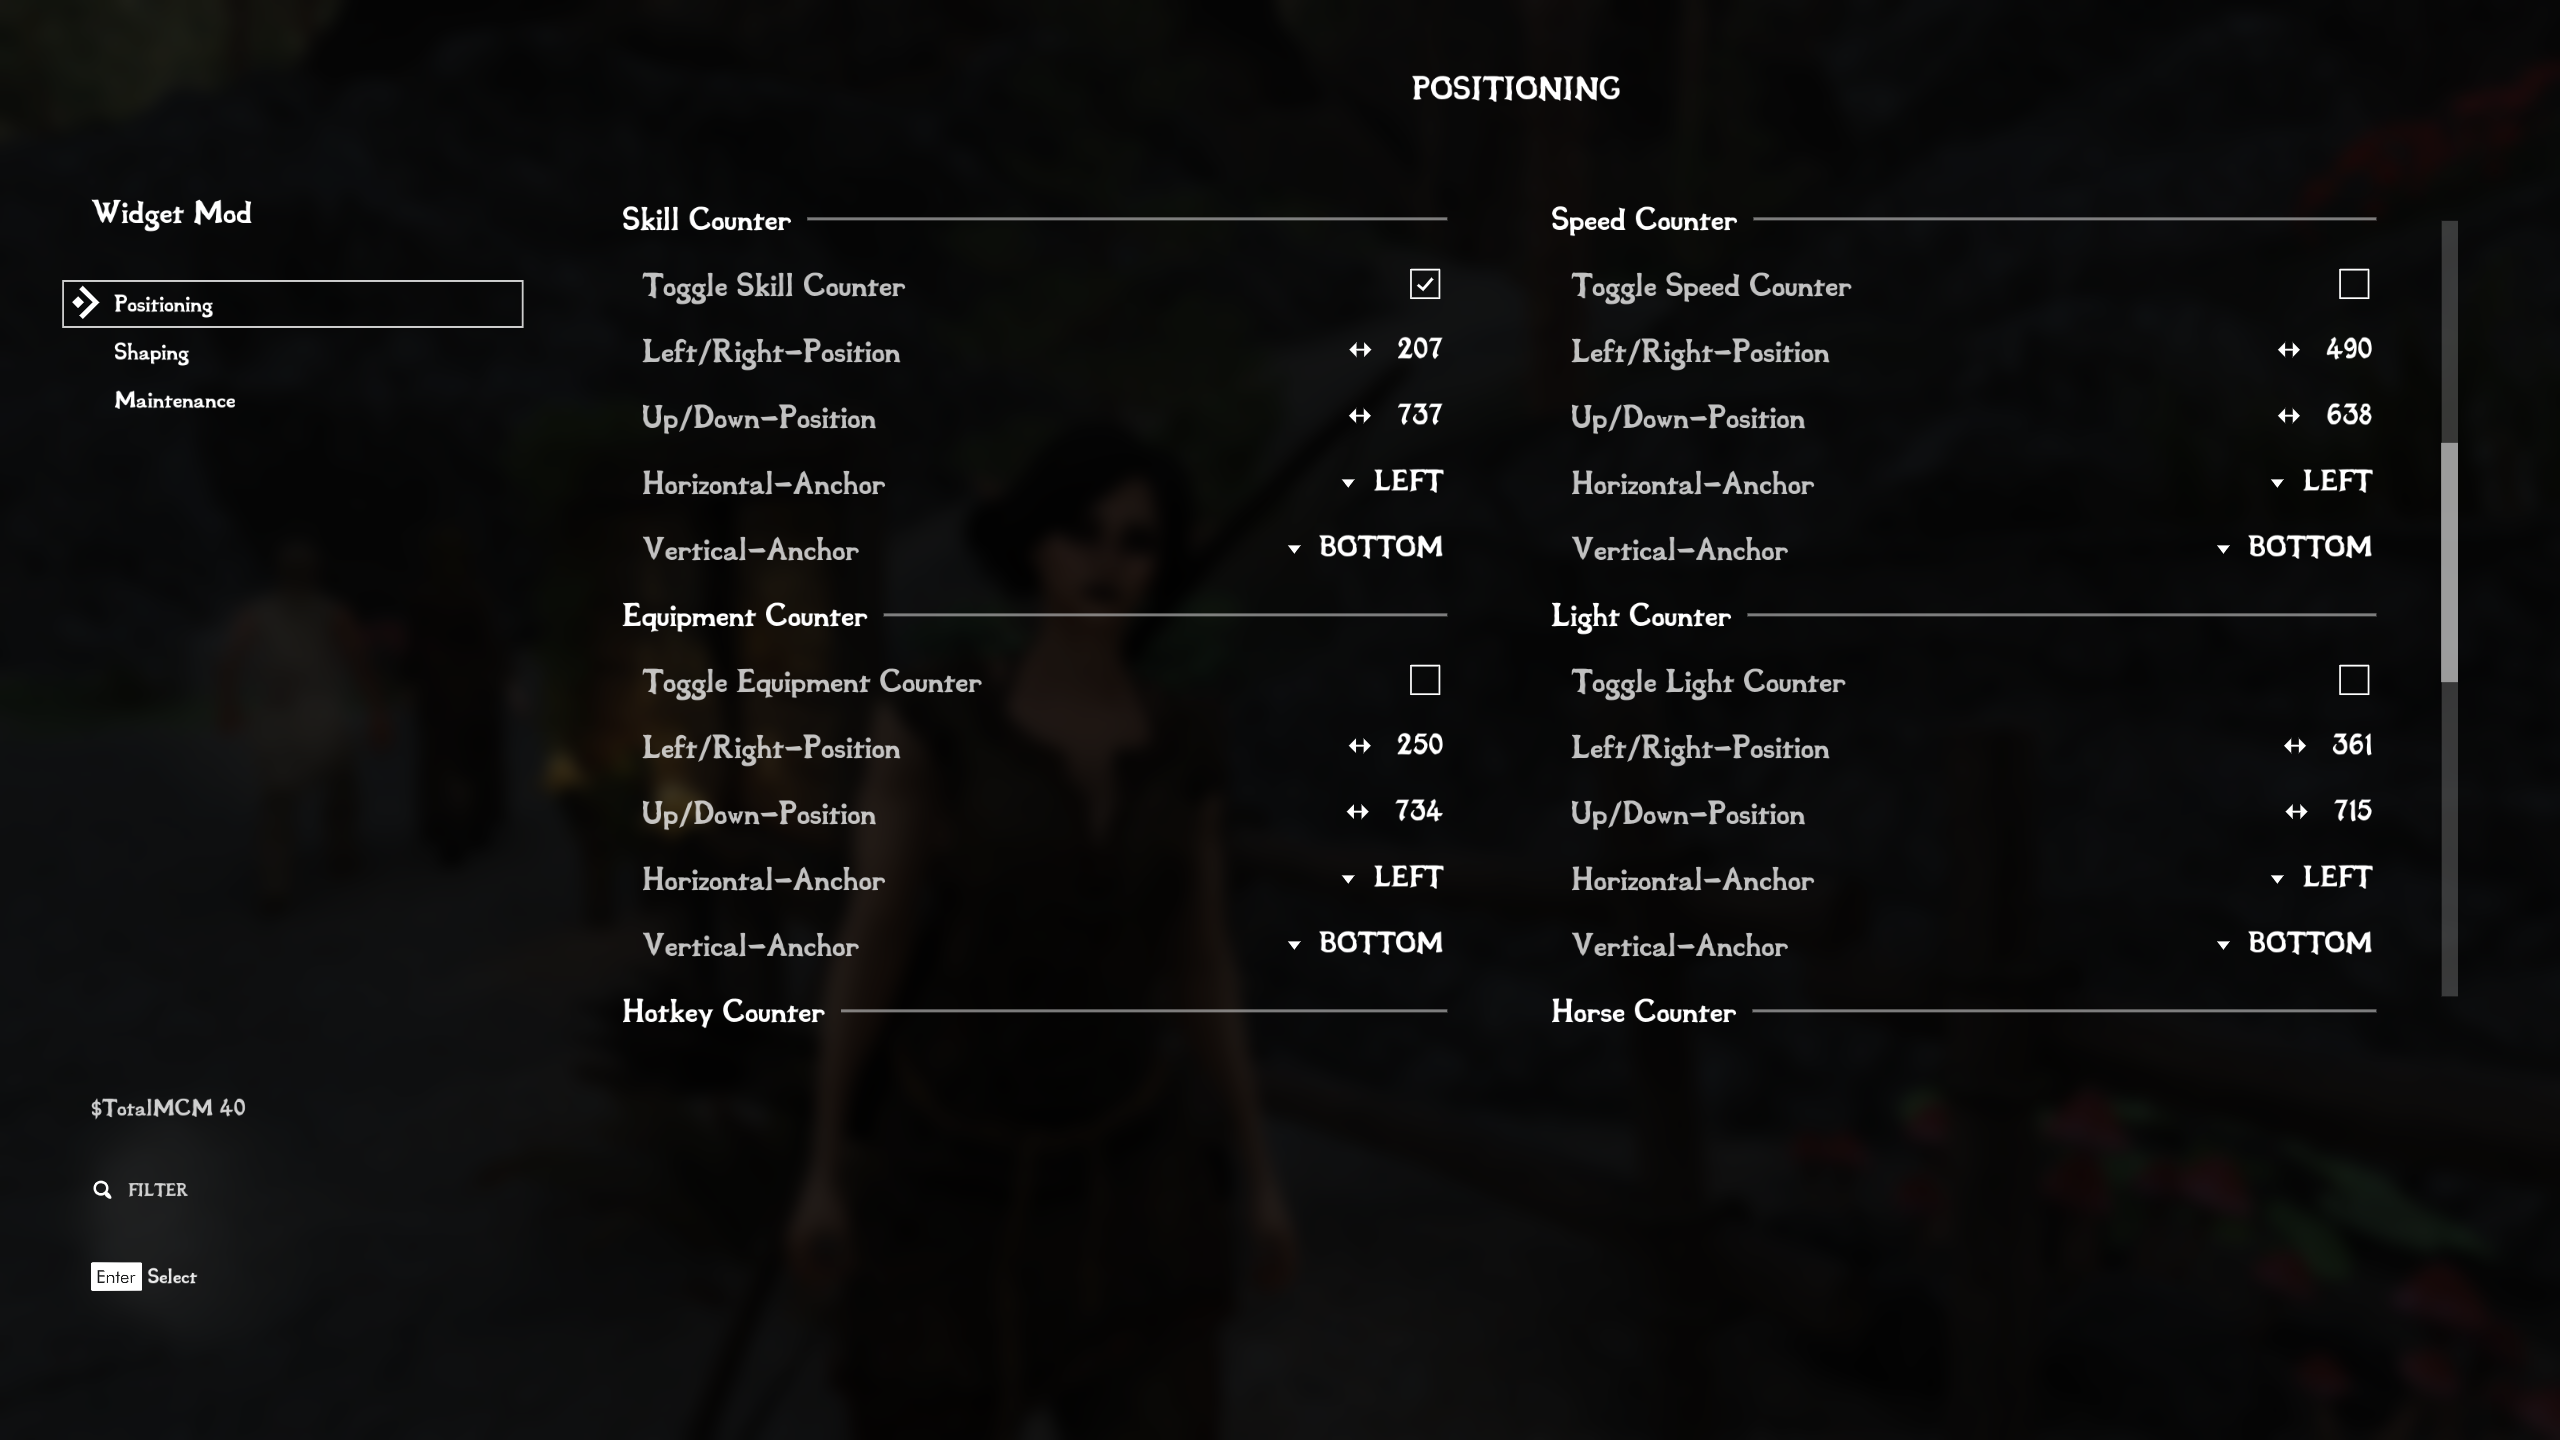 POSITIONING
Widget Mod
Positioning
Shaping
Maintenance
Skill Counter
Toggle Skill Counter
Left/Right-Position 207
Up/Down-Position 737
Horizontal-Anchor LEFT
Vertical-Anchor BOTTOM
Equipment Counter
Toggle Equipment Counter
Left/Right-Position 250
Up/Down-Position 734
Horizontal-Anchor LEFT
Vertical-Anchor BOTTOM
Hotkey Counter
Speed Counter
Toggle Speed Counter
Left/Right-Position 490
Up/Down-Position 638
Horizontal-Anchor LEFT
Vertical-Anchor BOTTOM
Light Counter
Toggle Light Counter
Left/Right-Position 361
Up/Down-Position 715
Horizontal-Anchor LEFT
Vertical-Anchor BOTTOM
Horse Counter
$TotalMCM 40
FILTER
Enter Select